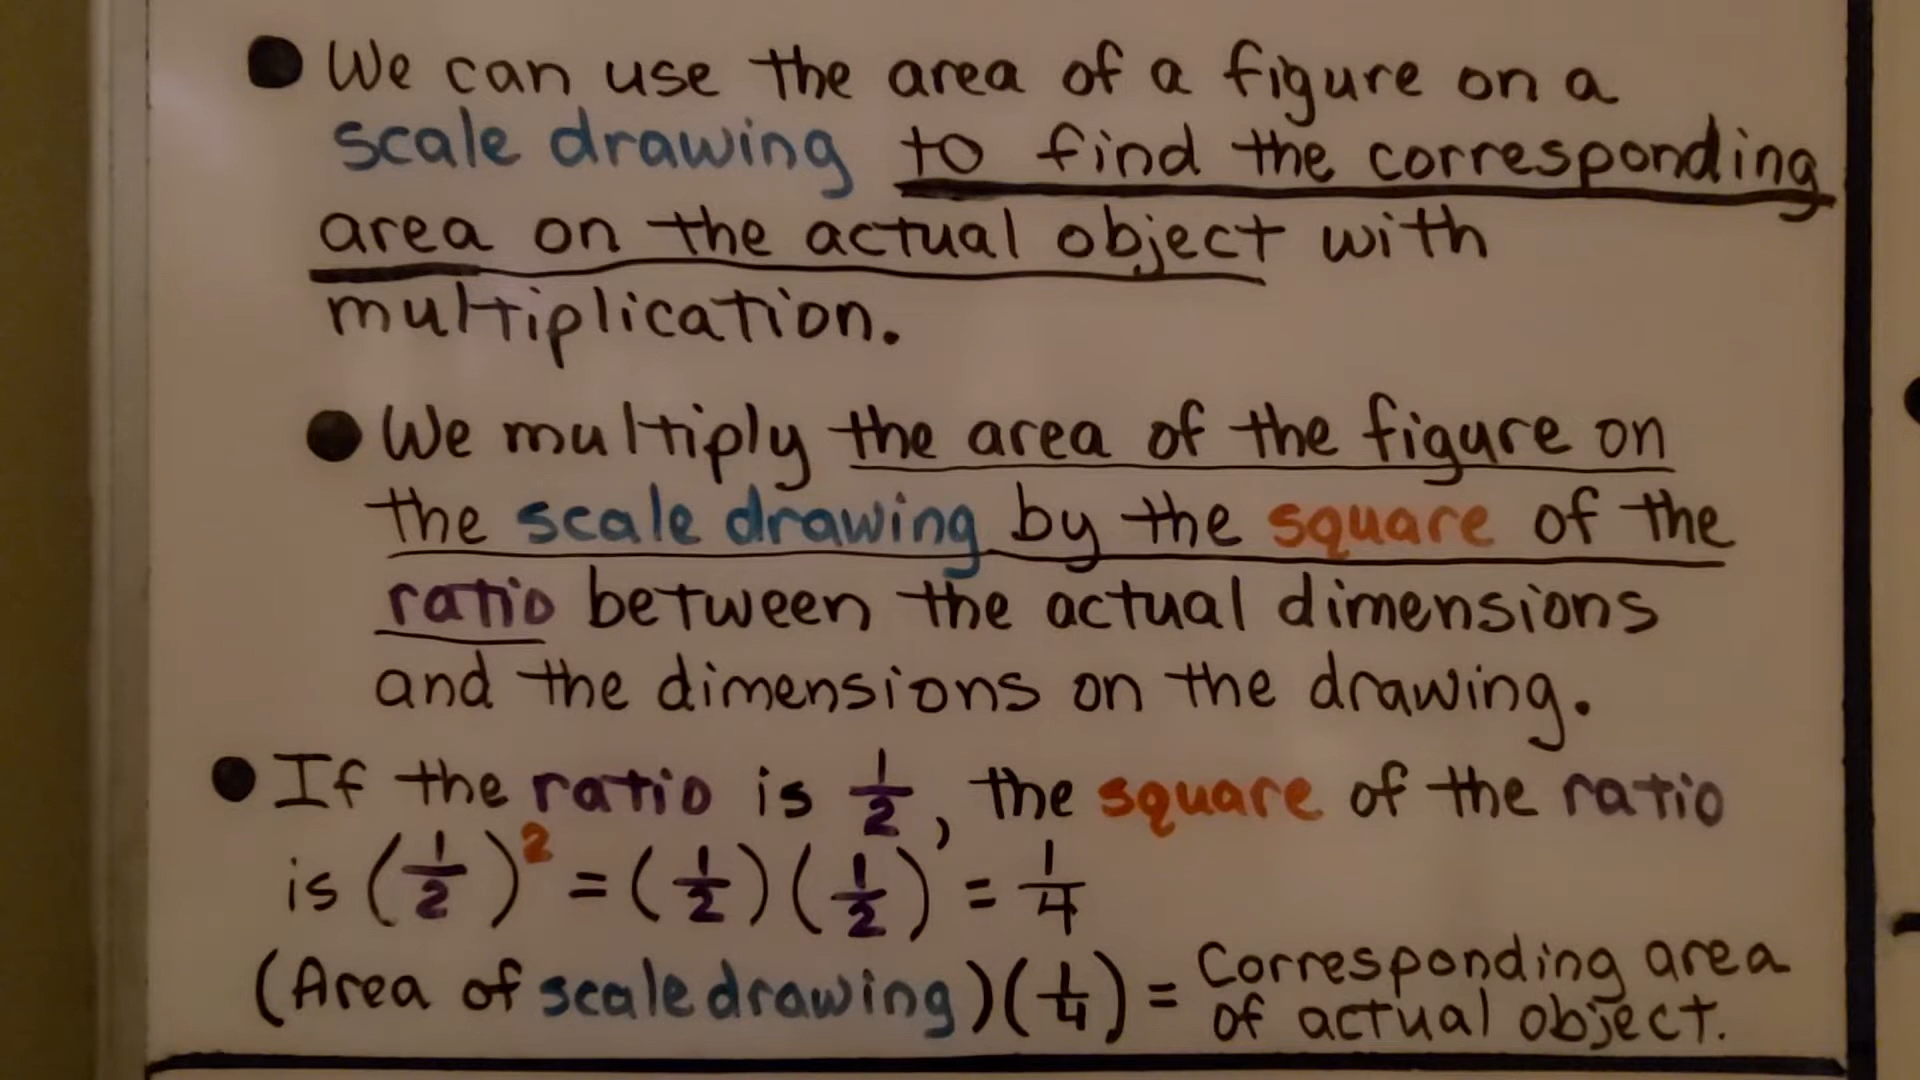 ● We can use the area of a figure on a
scale drawing to find the corresponding
area on the actual object with
multiplication.
● We multiply the area of the figure on
the scale drawing by the square of the
ratio between the actual dimensions
and the dimensions on the drawing.
● If the ratio is 1/2, the square of the ratio
is (1/2)² = (1/2)(1/2) = 1/4
(Area of scale drawing)(1/4) = Corresponding area
of actual object.